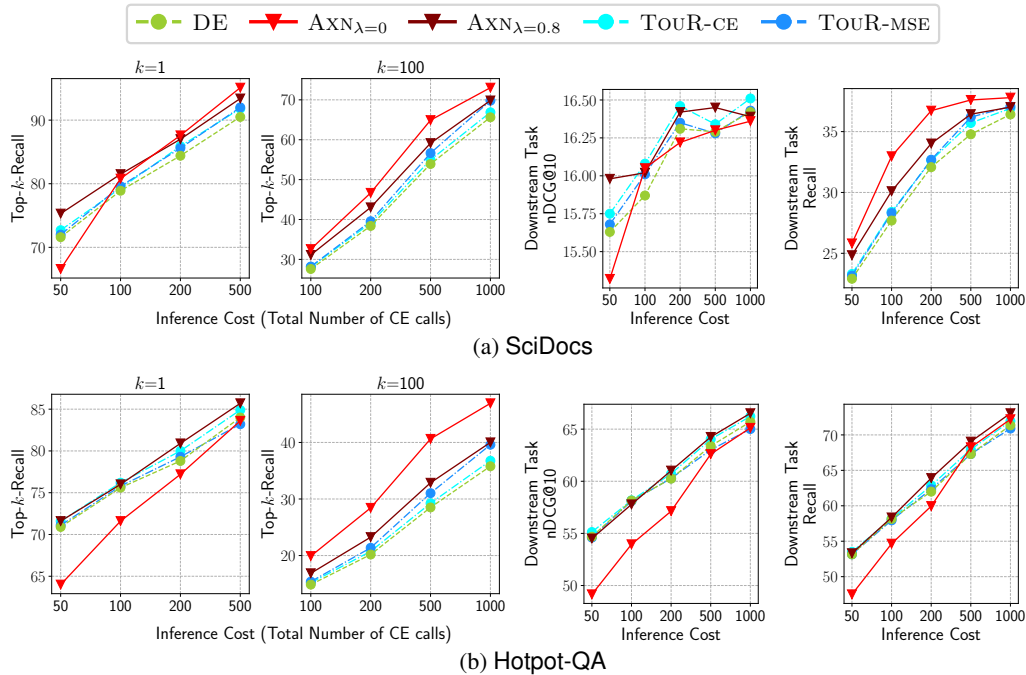 DE AXN λ=0 AXN λ=0.8 TOUR-CE TOUR-MSE
k=1 k=100
Top-k-Recall
90
80
70
50 100 200 500
Top-k-Recall
70
60
50
40
30
100 200 500 1000
Inference Cost (Total Number of CE calls)
Downstream Task
nDCG@10
16.50
16.25
16.00
15.75
15.50
50 100 200 500 1000
Inference Cost
Downstream Task
Recall
35
30
25
50 100 200 500 1000
Inference Cost
(a) SciDocs
k=1 k=100
Top-k-Recall
85
80
75
70
65
50 100 200 500
Top-k-Recall
40
30
20
100 200 500 1000
Inference Cost (Total Number of CE calls)
Downstream Task
nDCG@10
65
60
55
50
50 100 200 500 1000
Inference Cost
Downstream Task
Recall
70
65
60
55
50
50 100 200 500 1000
Inference Cost
(b) Hotpot-QA